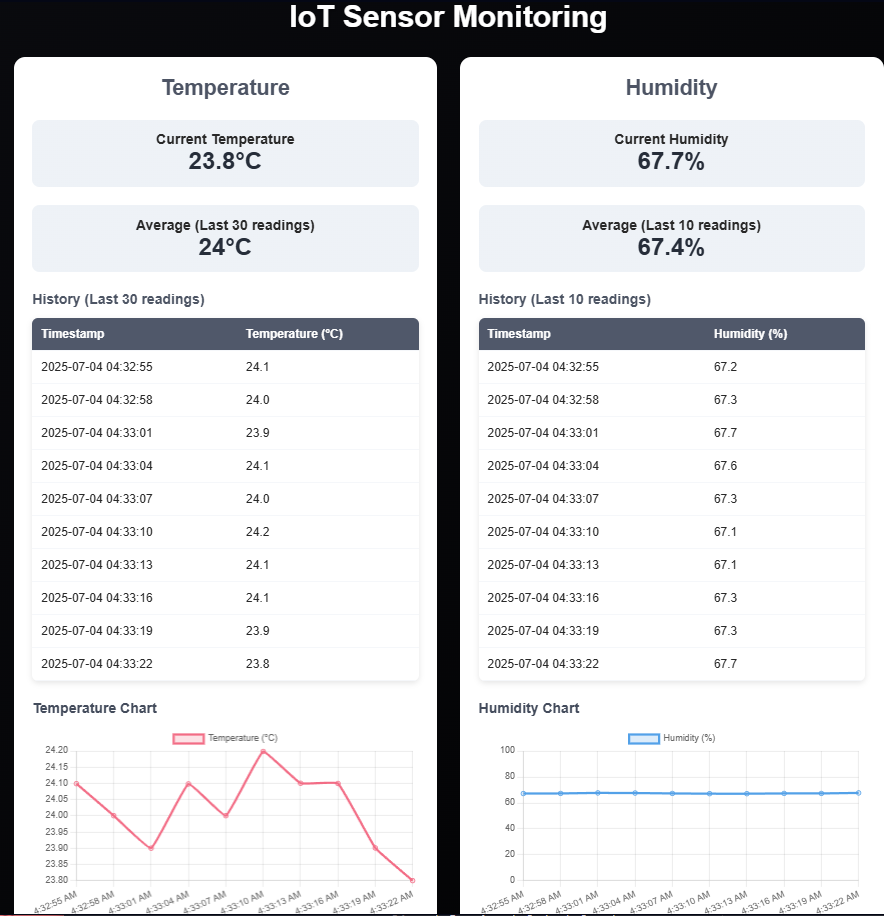 IoT Sensor Monitoring
Temperature
Current Temperature
23.8°C
Average (Last 30 readings)
24°C
History (Last 30 readings)
Timestamp Temperature (°C)
2025-07-04 04:32:55 24.1
2025-07-04 04:32:58 24.0
2025-07-04 04:33:01 23.9
2025-07-04 04:33:04 24.1
2025-07-04 04:33:07 24.0
2025-07-04 04:33:10 24.2
2025-07-04 04:33:13 24.1
2025-07-04 04:33:16 24.1
2025-07-04 04:33:19 23.9
2025-07-04 04:33:22 23.8
Temperature Chart
Temperature (°C)
24.20
24.15
24.10
24.05
24.00
23.95
23.90
23.85
23.80
4:32:55 AM 4:32:58 AM 4:33:01 AM 4:33:04 AM 4:33:07 AM 4:33:10 AM 4:33:13 AM 4:33:16 AM 4:33:19 AM 4:33:22 AM
Humidity
Current Humidity
67.7%
Average (Last 10 readings)
67.4%
History (Last 10 readings)
Timestamp Humidity (%)
2025-07-04 04:32:55 67.2
2025-07-04 04:32:58 67.3
2025-07-04 04:33:01 67.7
2025-07-04 04:33:04 67.6
2025-07-04 04:33:07 67.3
2025-07-04 04:33:10 67.1
2025-07-04 04:33:13 67.1
2025-07-04 04:33:16 67.3
2025-07-04 04:33:19 67.3
2025-07-04 04:33:22 67.7
Humidity Chart
Humidity (%)
100
80
60
40
20
0
4:32:55 AM 4:32:58 AM 4:33:01 AM 4:33:04 AM 4:33:07 AM 4:33:10 AM 4:33:13 AM 4:33:16 AM 4:33:19 AM 4:33:22 AM